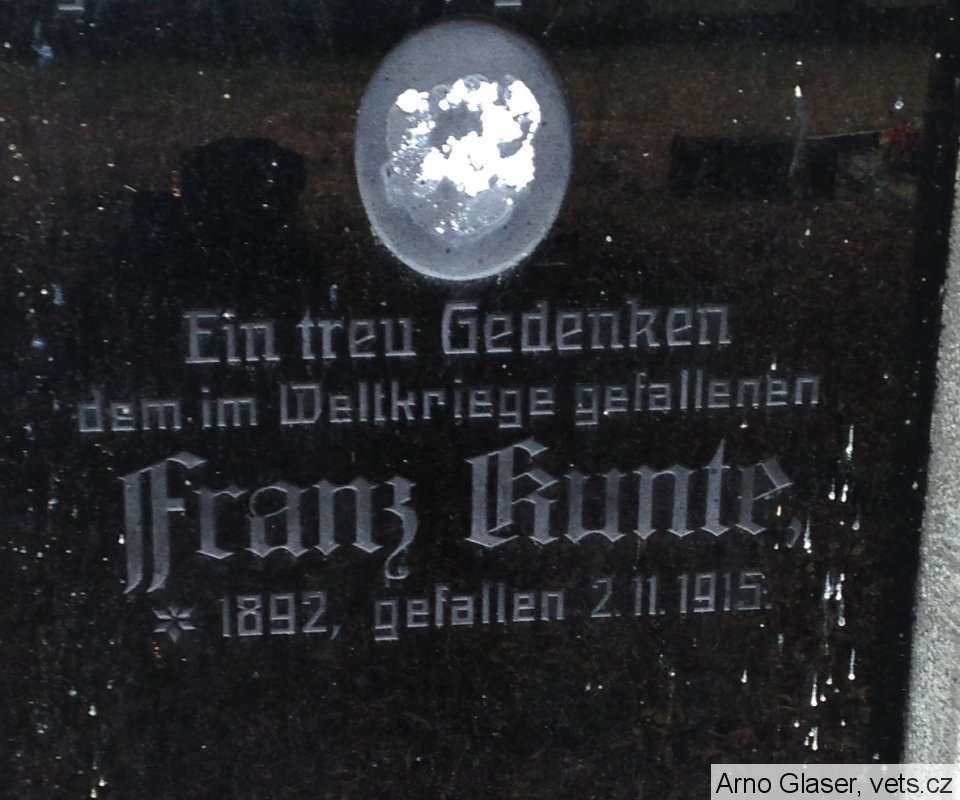 Ein treu Gedenken
dem im Weltkriege gefallenen
Franz Kunte,
* 1892, gefallen 2.11.1915.
Arno Glaser, vets.cz